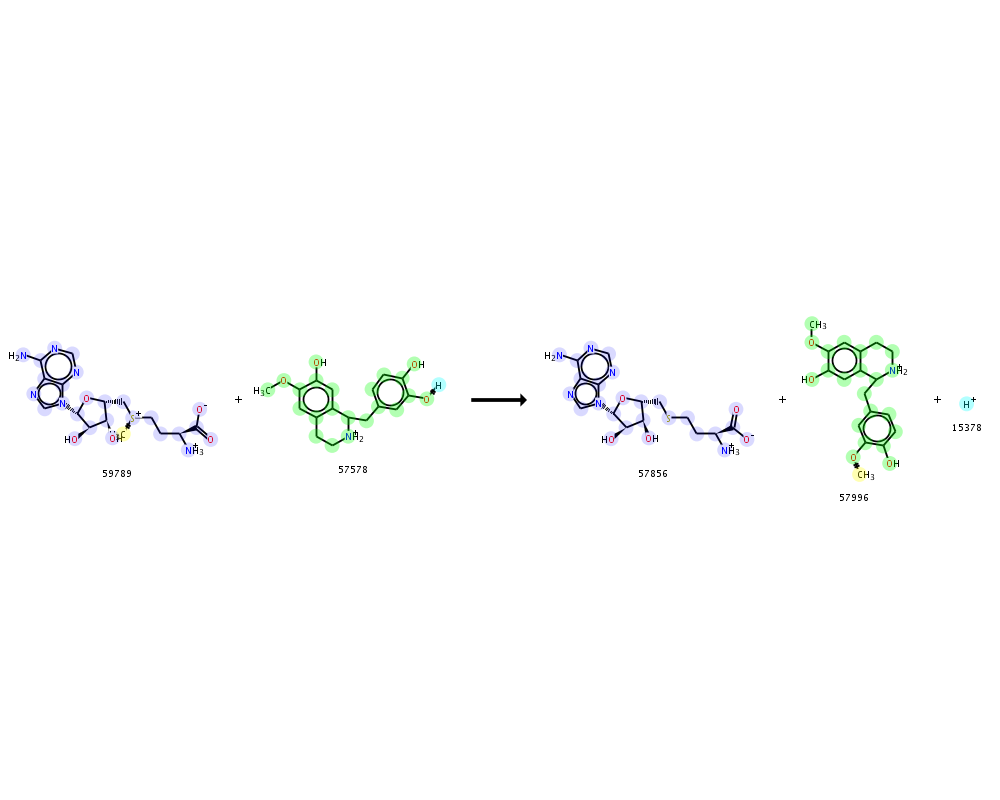 H₂N N N N N O HO OH S⁺ C O⁻ O NH₃⁺
59789
+
H₃C O OH NH₂⁺ OH O H
57578
H₂N N N N N O HO OH S O O⁻ NH₃⁺
57856
+
CH₃ O HO NH₂⁺ O CH₃ OH
57996
+
H⁺
15378